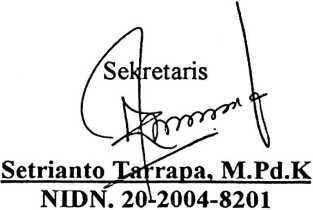 Sekretaris
Setrianto Tarrapa, M.Pd.K
NIDN. 20-2004-8201